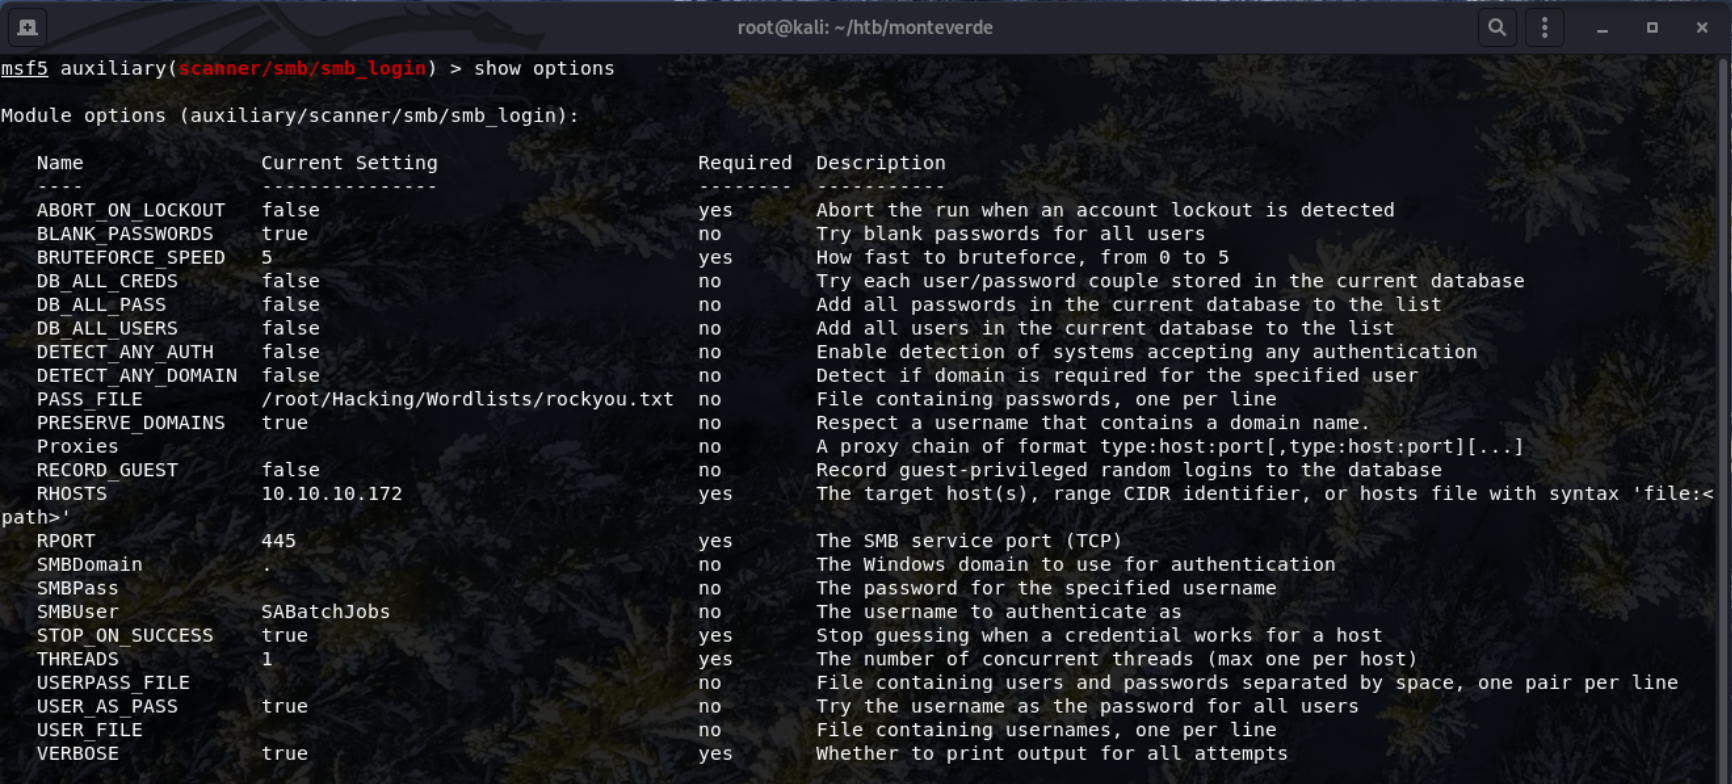 root@kali: ~/htb/monteverde
msf5 auxiliary(scanner/smb/smb_login) > show options
Module options (auxiliary/scanner/smb/smb_login):
Name Current Setting Required Description
---- --------------- -------- -----------
ABORT_ON_LOCKOUT false yes Abort the run when an account lockout is detected
BLANK_PASSWORDS true no Try blank passwords for all users
BRUTEFORCE_SPEED 5 yes How fast to bruteforce, from 0 to 5
DB_ALL_CREDS false no Try each user/password couple stored in the current database
DB_ALL_PASS false no Add all passwords in the current database to the list
DB_ALL_USERS false no Add all users in the current database to the list
DETECT_ANY_AUTH false no Enable detection of systems accepting any authentication
DETECT_ANY_DOMAIN false no Detect if domain is required for the specified user
PASS_FILE /root/Hacking/Wordlists/rockyou.txt no File containing passwords, one per line
PRESERVE_DOMAINS true no Respect a username that contains a domain name.
Proxies no A proxy chain of format type:host:port[,type:host:port][...]
RECORD_GUEST false no Record guest-privileged random logins to the database
RHOSTS 10.10.10.172 yes The target host(s), range CIDR identifier, or hosts file with syntax 'file:<
path>'
RPORT 445 yes The SMB service port (TCP)
SMBDomain . no The Windows domain to use for authentication
SMBPass no The password for the specified username
SMBUser SABatchJobs no The username to authenticate as
STOP_ON_SUCCESS true yes Stop guessing when a credential works for a host
THREADS 1 yes The number of concurrent threads (max one per host)
USERPASS_FILE no File containing users and passwords separated by space, one pair per line
USER_AS_PASS true no Try the username as the password for all users
USER_FILE no File containing usernames, one per line
VERBOSE true yes Whether to print output for all attempts